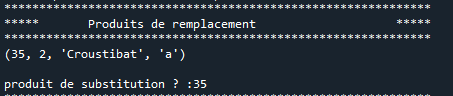 ************************************************************
*****      Produits de remplacement                    *****
************************************************************
(35, 2, 'Croustibat', 'a')
produit de substitution ? :35
************************************************************